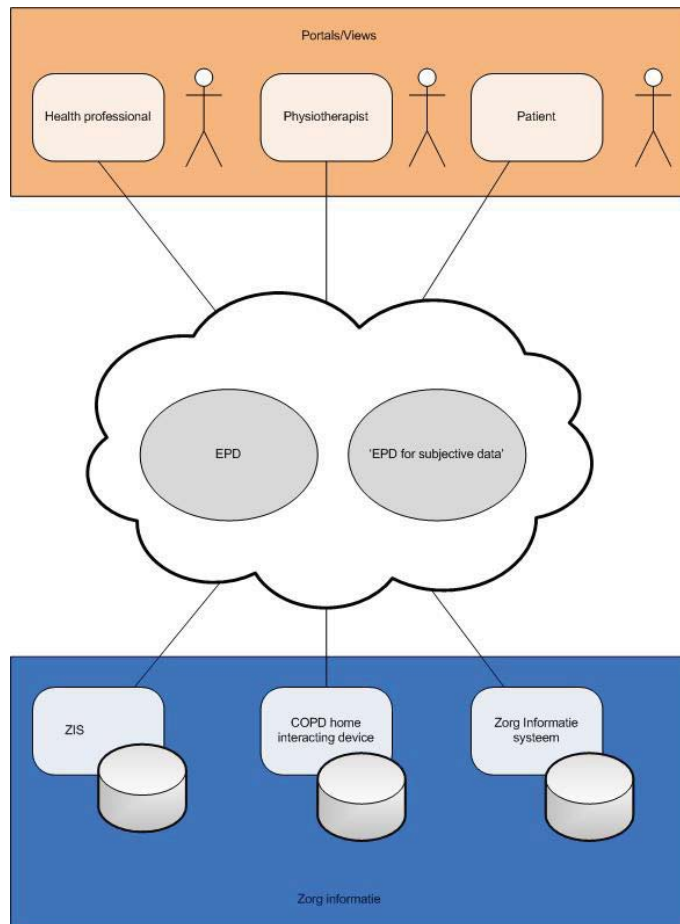 Portals/Views
Health professional
Physiotherapist
Patient
EPD
'EPD for subjective data'
ZIS
COPD home
interacting device
Zorg Informatie
systeem
Zorg informatie